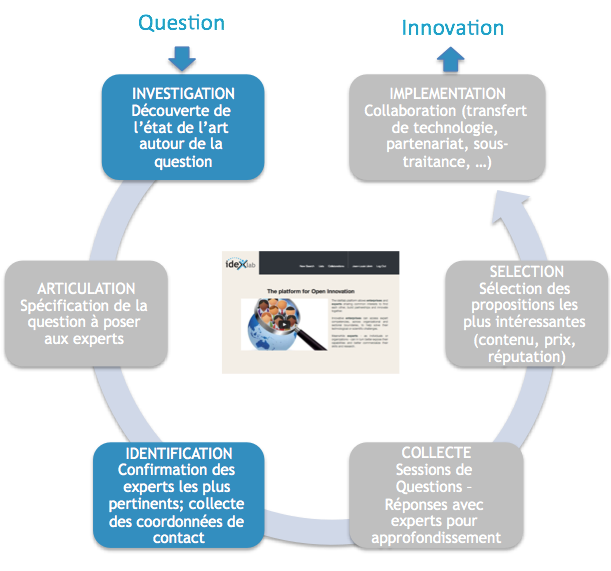 Question
Innovation
INVESTIGATION
Découverte de
l'état de l'art
autour de la
question
IMPLEMENTATION
Collaboration (transfert
de technologie,
partenariat, sous-
traitance, …)
ARTICULATION
Spécification de la
question à poser
aux experts
idexlab
The platform for Open Innovation
SELECTION
Sélection des
propositions les
plus intéressantes
(contenu, prix,
réputation)
IDENTIFICATION
Confirmation des
experts les plus
pertinents; collecte
des coordonnées de
contact
COLLECTE
Sessions de
Questions –
Réponses avec
experts pour
approfondissement